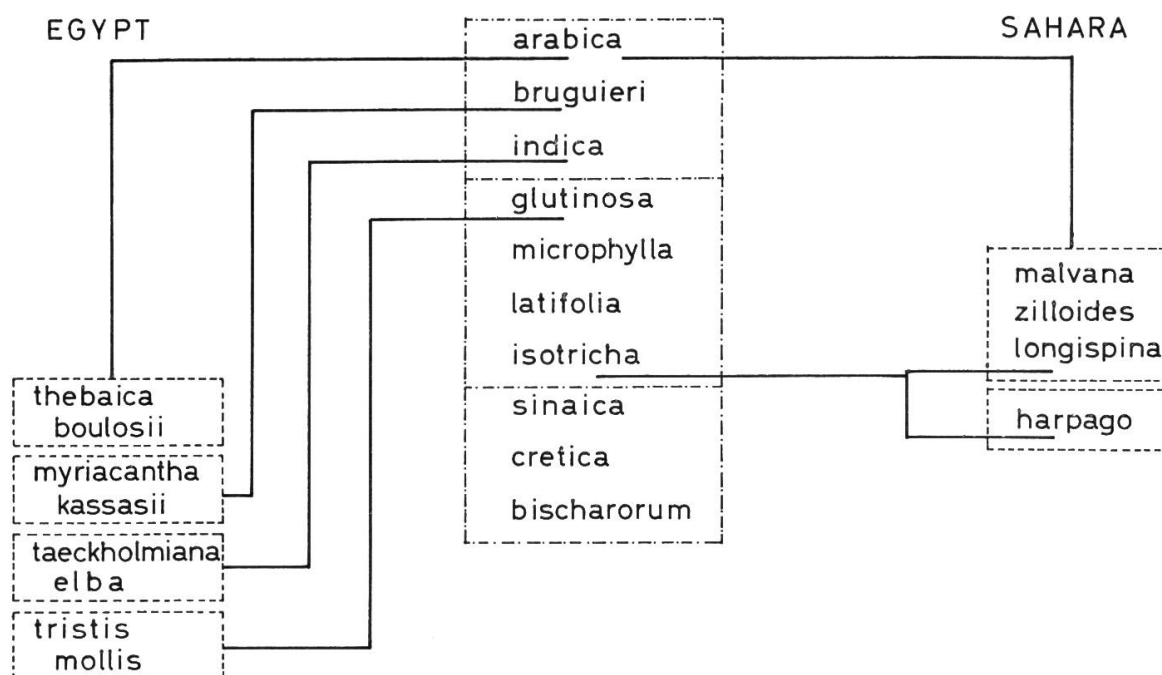 EGYPT
SAHARA
arabica
bruguieri
indica
glutinosa
microphylla
latifolia
isotricha
sinaica
cretica
bischarorum
thebaica
boulosii
myriacantha
kassasii
taeckholmiana
elba
tristis
mollis
malvana
zilloides
longispina
harpago